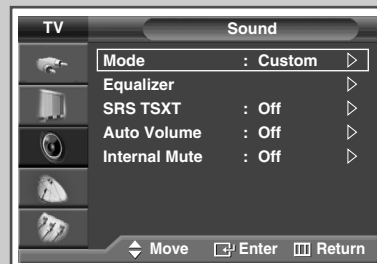 TV Sound
Mode : Custom
Equalizer
SRS TSXT : Off
Auto Volume : Off
Internal Mute : Off
Move Enter Return